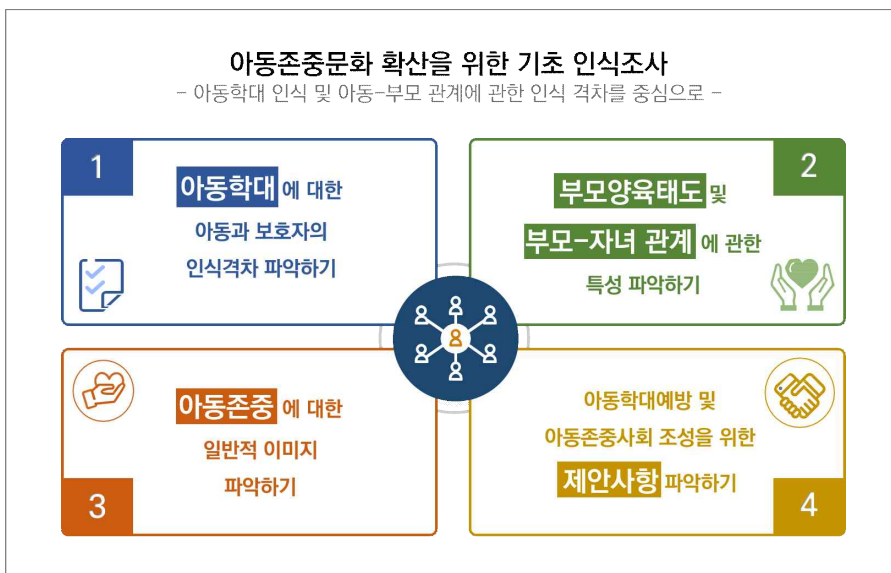 아동존중문화 확산을 위한 기초 인식조사
- 아동학대 인식 및 아동-부모 관계에 관한 인식 격차를 중심으로 -
1
아동학대에 대한
아동과 보호자의
인식격차 파악하기
2
부모양육태도 및
부모-자녀 관계에 관한
특성 파악하기
3
아동존중에 대한
일반적 이미지
파악하기
아동학대예방 및
아동존중사회 조성을 위한
제안사항 파악하기
4